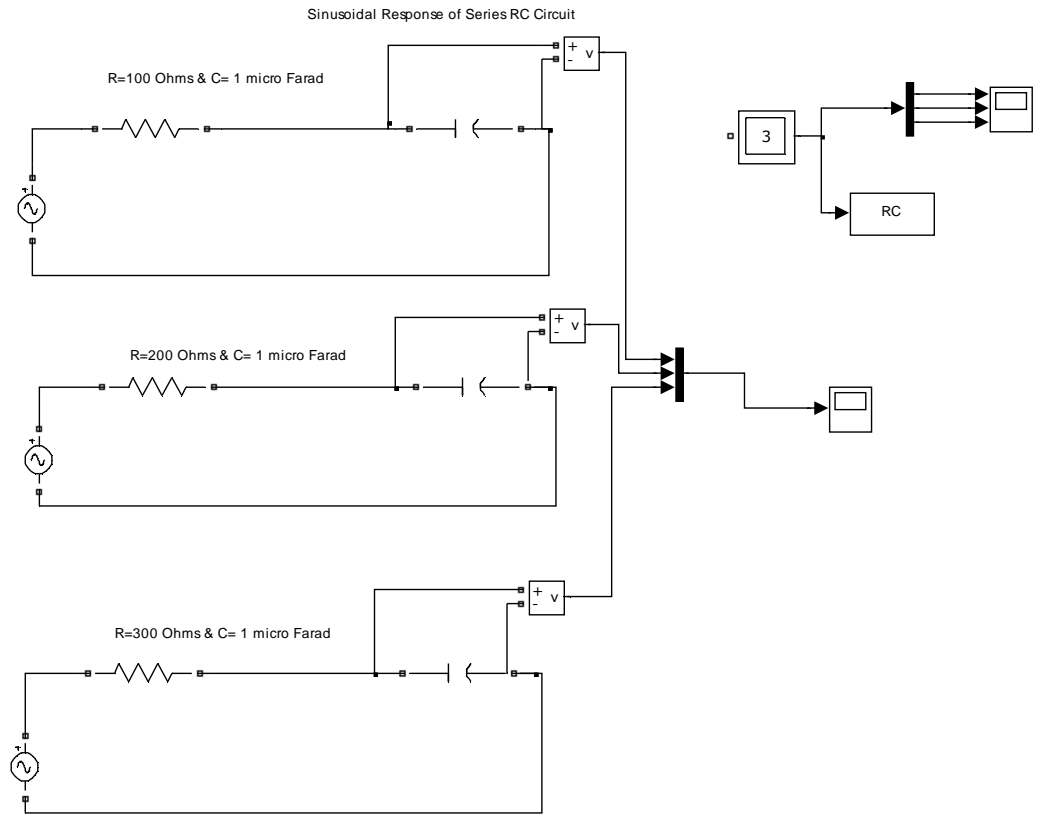 Sinusoidal Response of Series RC Circuit
+
-
v
R=100 Ohms & C= 1 micro Farad
3
RC
+
+
-
v
R=200 Ohms & C= 1 micro Farad
+
+
-
v
R=300 Ohms & C= 1 micro Farad
+